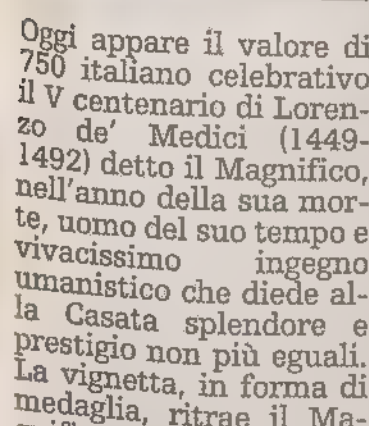 Oggi appare il valore di
750 italiano celebrativo
il V centenario di Loren-
zo de' Medici (1449-
1492) detto il Magnifico,
nell'anno della sua mor-
te, uomo del suo tempo e
vivacissimo ingegno
umanistico che diede al-
la Casata splendore e
prestigio non più eguali.
La vignetta, in forma di
medaglia, ritrae il Ma-